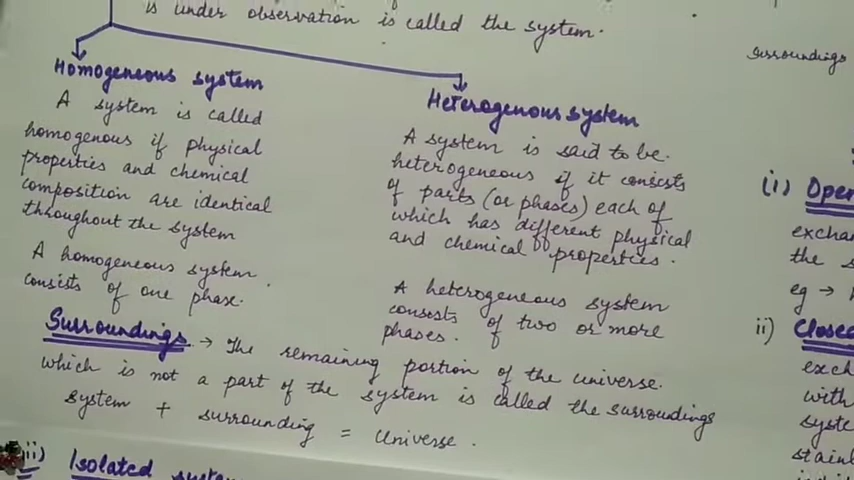 is under observation is called the system.
Homogeneous system
A system is called
homogenous if physical
properties and chemical
composition are identical
throughout the system
A homogeneous system
consists of one phase.
Heterogenous system
A system is said to be
heterogeneous if it consists
of parts (or phases) each of
which has different physical
and chemical properties.
A heterogeneous system
consists of two or more
phases.
Surroundings → The remaining portion of the universe
which is not a part of the system is called the surroundings
system + surrounding = universe.
ii) Isolated
surroundings
(i)
the
eg →
ii)
with